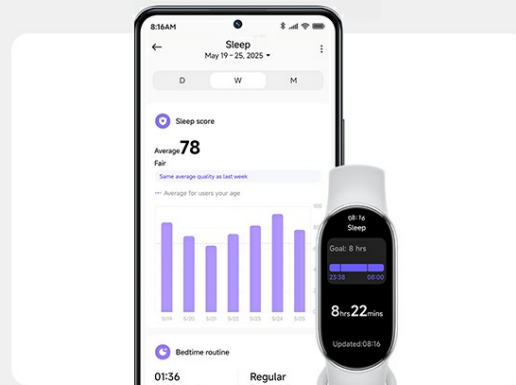 8:16AM
Sleep
May 19 – 25, 2025
D W M
Sleep score
Average 78
Fair
Same average quality as last week
Average for users your age
100
5/19 5/20 5/21 5/22 5/23 5/24 5/25
Bedtime routine
01:36 Regular
08:16
Sleep
Goal: 8 hrs
23:38 08:00
8hrs22mins
Updated:08:16